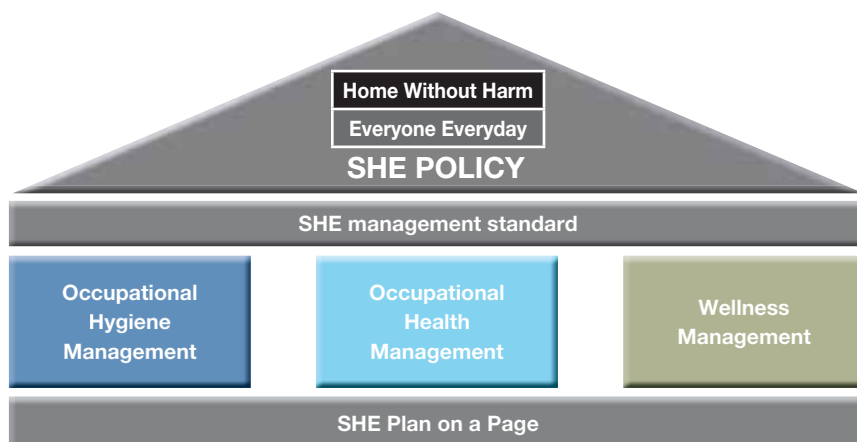 Home Without Harm
Everyone Everyday
SHE POLICY
SHE management standard
Occupational
Hygiene
Management
Occupational
Health
Management
Wellness
Management
SHE Plan on a Page